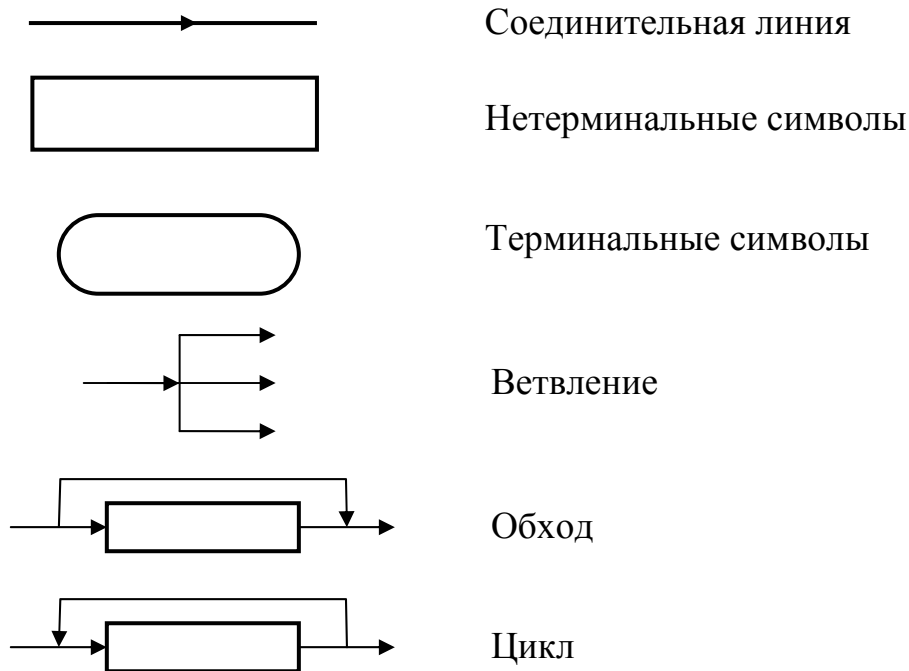 Соединительная линия
Нетерминальные символы
Терминальные символы
Ветвление
Обход
Цикл